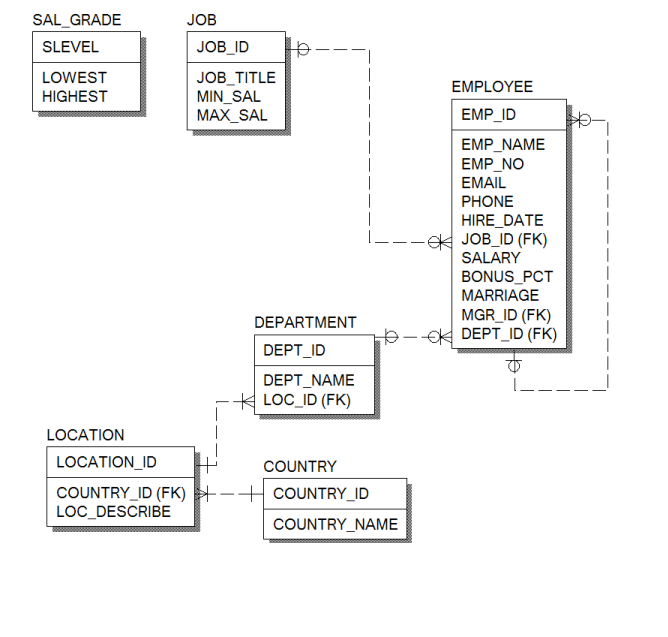 SAL_GRADE
SLEVEL
LOWEST
HIGHEST
JOB
JOB_ID
JOB_TITLE
MIN_SAL
MAX_SAL
EMPLOYEE
EMP_ID
EMP_NAME
EMP_NO
EMAIL
PHONE
HIRE_DATE
JOB_ID (FK)
SALARY
BONUS_PCT
MARRIAGE
MGR_ID (FK)
DEPT_ID (FK)
DEPARTMENT
DEPT_ID
DEPT_NAME
LOC_ID (FK)
LOCATION
LOCATION_ID
COUNTRY_ID (FK)
LOC_DESCRIBE
COUNTRY
COUNTRY_ID
COUNTRY_NAME